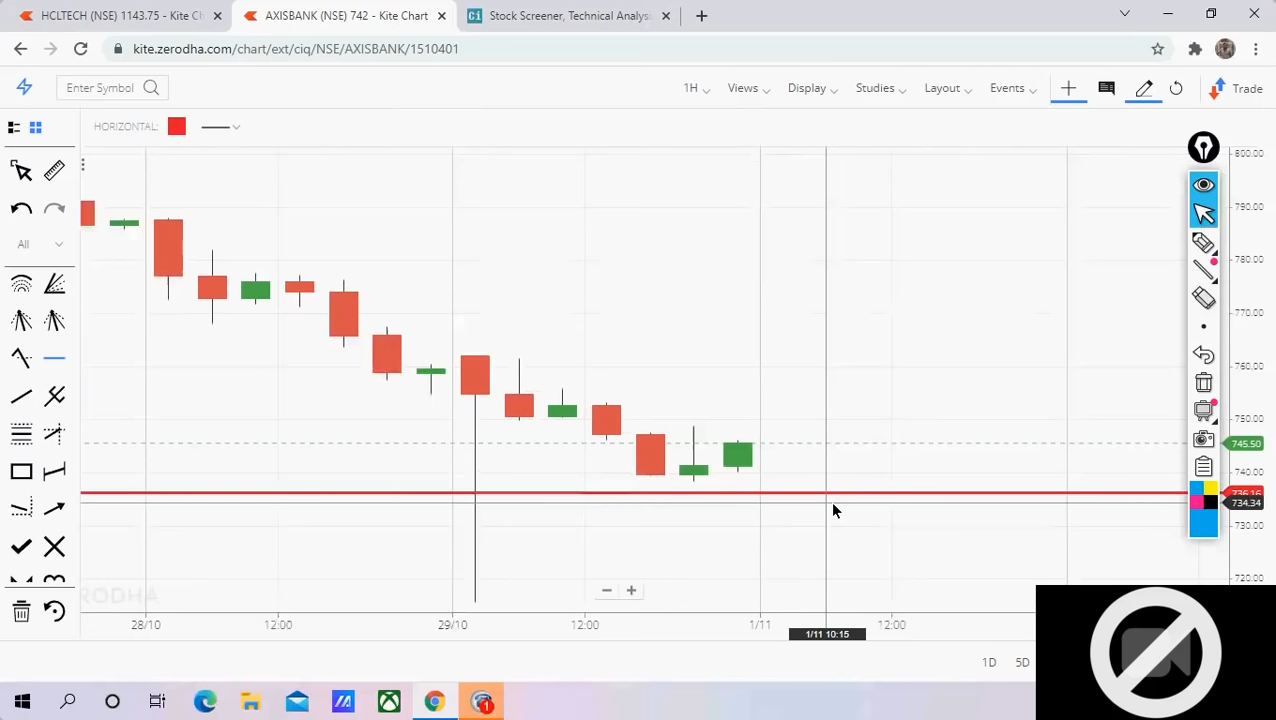 HCLTECH (NSE) 1143.75 - Kite Ch
AXISBANK (NSE) 742 - Kite Chart
Stock Screener, Technical Analysi
kite.zerodha.com/chart/ext/ciq/NSE/AXISBANK/1510401
Enter Symbol
1H
Views
Display
Studies
Layout
Events
Trade
HORIZONTAL:
All
800.00
790.00
780.00
770.00
760.00
750.00
745.50
740.00
736.16
734.34
730.00
720.00
28/10
12:00
29/10
12:00
1/11
1/11 10:15
12:00
1D
5D
1